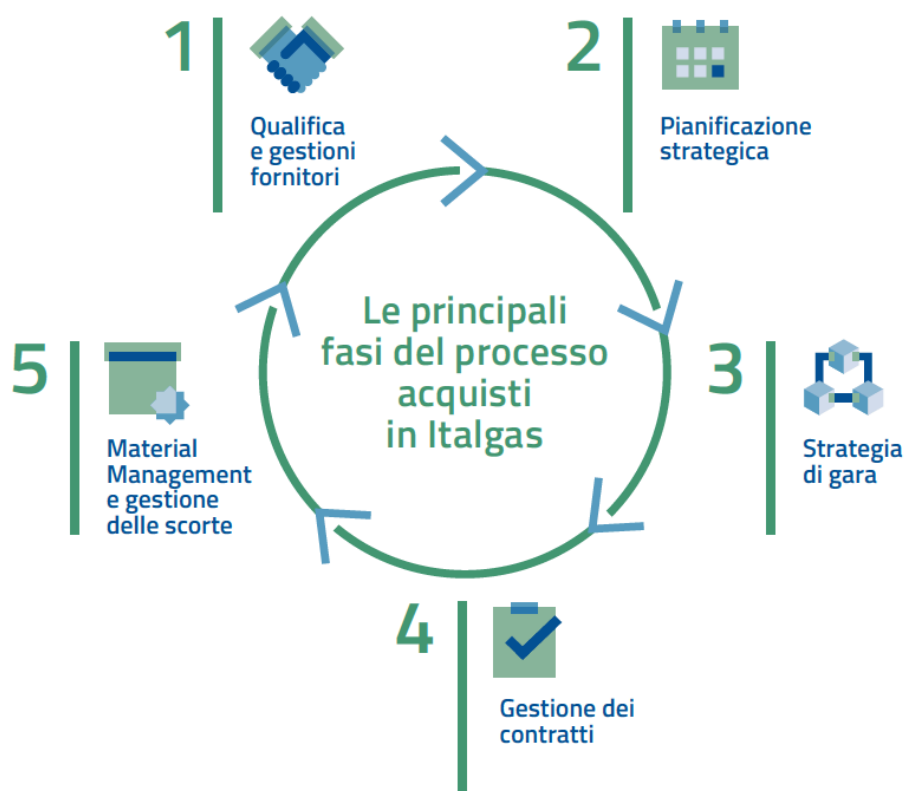 1
Qualifica
e gestioni
fornitori
2
Pianificazione
strategica
Le principali
fasi del processo
acquisti
in Italgas
3
Strategia
di gara
4
Gestione dei
contratti
5
Material
Management
e gestione
delle scorte